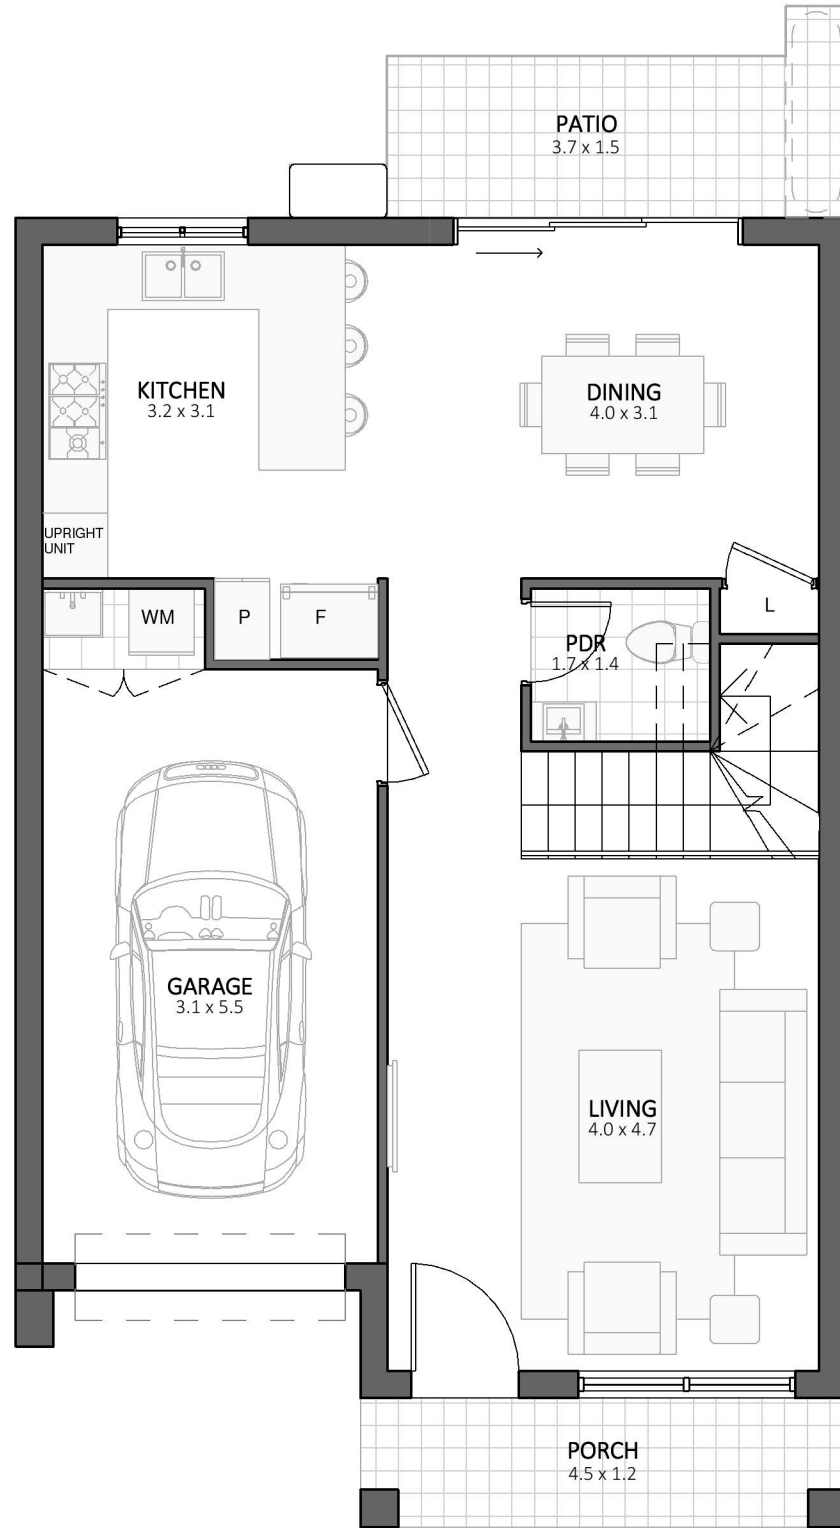 PATIO
3.7 x 1.5
KITCHEN
3.2 x 3.1
DINING
4.0 x 3.1
UPRIGHT
UNIT
WM
P
F
L
PDR
1.7 x 1.4
GARAGE
3.1 x 5.5
LIVING
4.0 x 4.7
PORCH
4.5 x 1.2